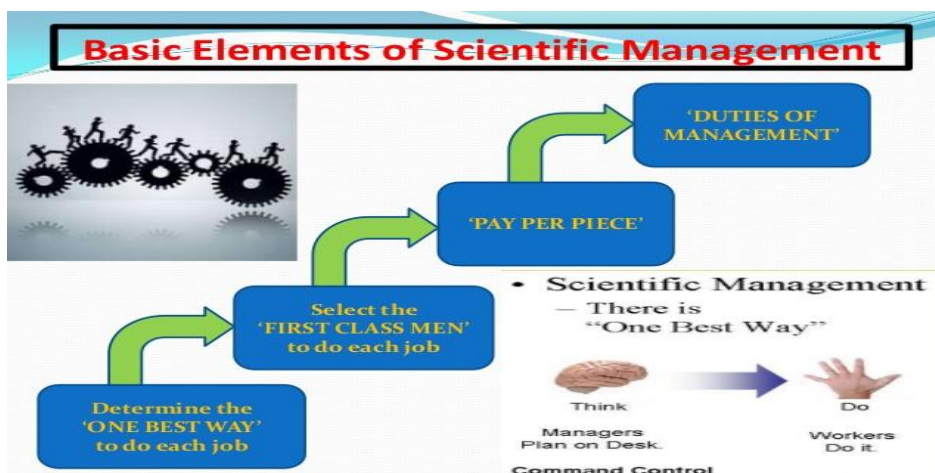 Basic Elements of Scientific Management
‘DUTIES OF
MANAGEMENT’
‘PAY PER PIECE’
Select the
‘FIRST CLASS MEN’
to do each job
Determine the
‘ONE BEST WAY’
to do each job
• Scientific Management
– There is
“One Best Way”
Think
Do
Managers
Plan on Desk.
Workers
Do it.
Command Control